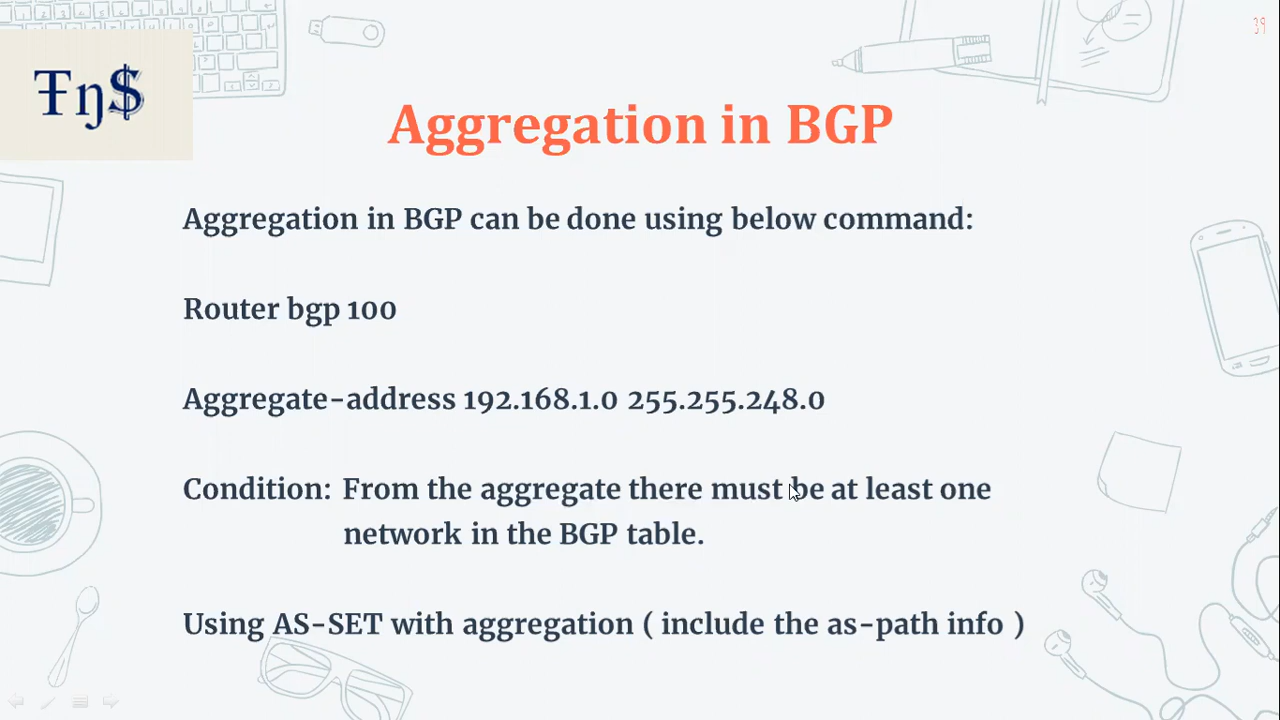 39
Ŧŋ$
Aggregation in BGP
Aggregation in BGP can be done using below command:
Router bgp 100
Aggregate-address 192.168.1.0 255.255.248.0
Condition: From the aggregate there must be at least one
network in the BGP table.
Using AS-SET with aggregation ( include the as-path info )